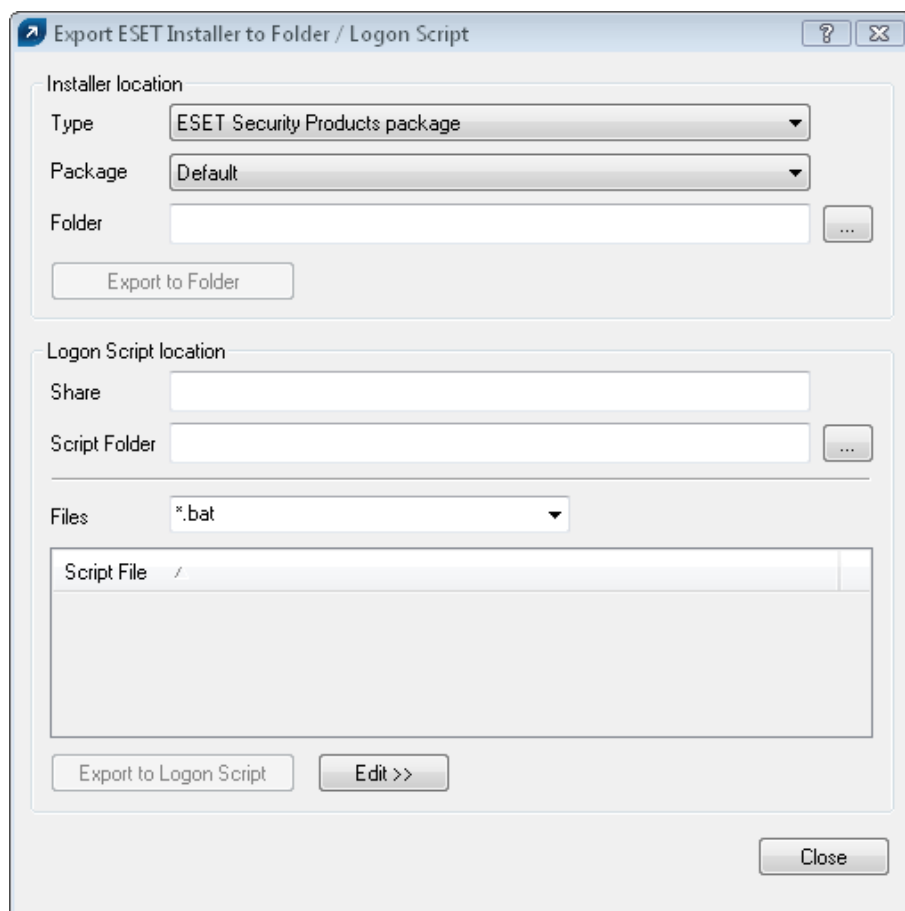 Export ESET Installer to Folder / Logon Script
Installer location
Type ESET Security Products package
Package Default
Folder ...
Export to Folder
Logon Script location
Share
Script Folder ...
Files *.bat
Script File
Export to Logon Script Edit >>
Close